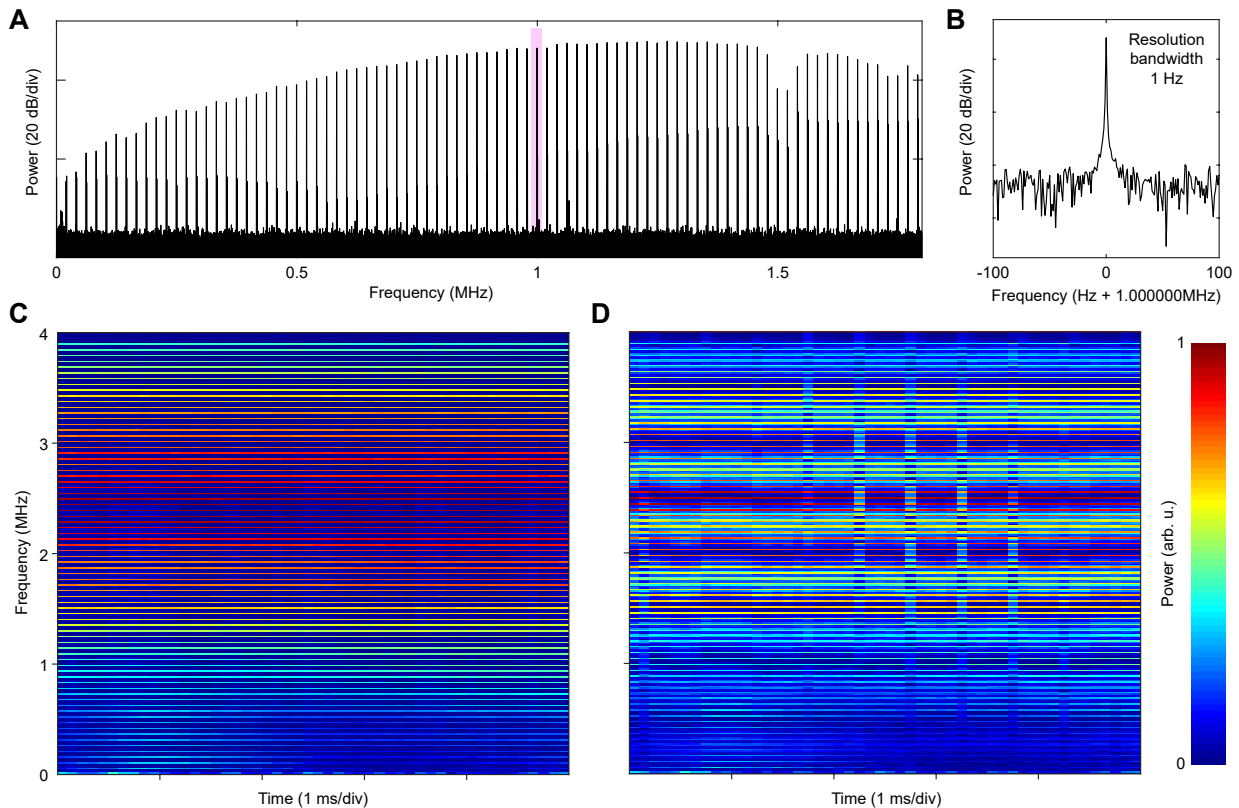 A
Power (20 dB/div)
0
0.5
1
1.5
Frequency (MHz)
B
Power (20 dB/div)
Resolution
bandwidth
1 Hz
-100
0
100
Frequency (Hz + 1.000000MHz)
C
Frequency (MHz)
4
3
2
1
0
Time (1 ms/div)
D
Time (1 ms/div)
Power (arb. u.)
1
0